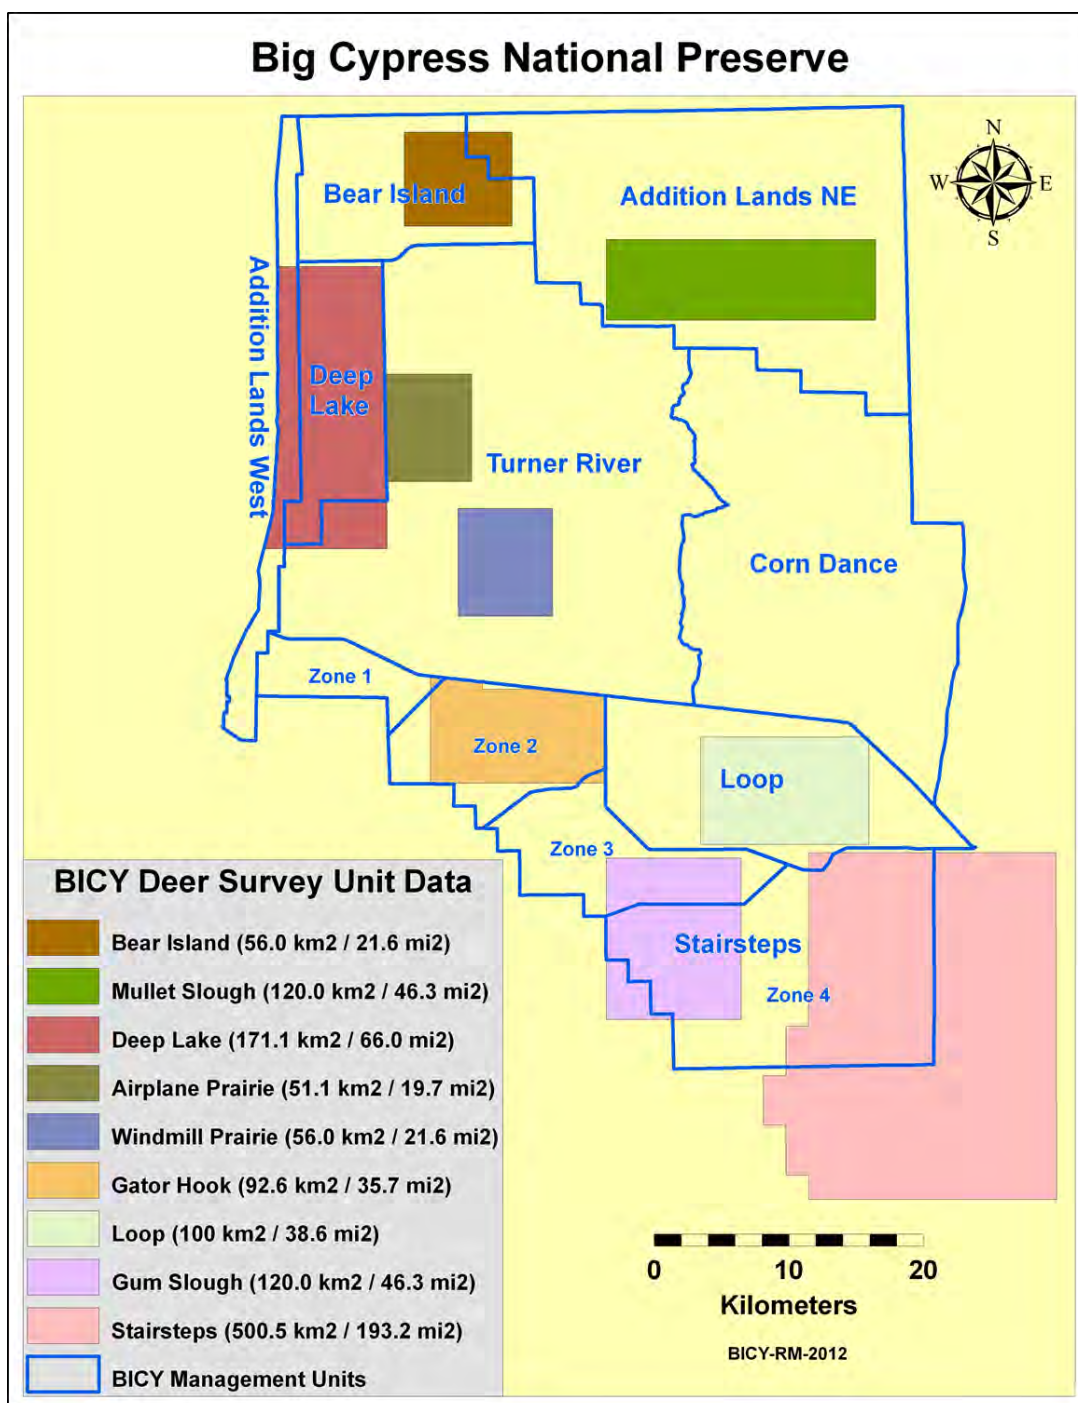 Big Cypress National Preserve
N
W
E
S
Bear Island
Addition Lands NE
Addition Lands West
Deep
Lake
Turner River
Corn Dance
Zone 1
Zone 2
Loop
Zone 3
Stairsteps
Zone 4
BICY Deer Survey Unit Data
Bear Island (56.0 km2 / 21.6 mi2)
Mullet Slough (120.0 km2 / 46.3 mi2)
Deep Lake (171.1 km2 / 66.0 mi2)
Airplane Prairie (51.1 km2 / 19.7 mi2)
Windmill Prairie (56.0 km2 / 21.6 mi2)
Gator Hook (92.6 km2 / 35.7 mi2)
Loop (100 km2 / 38.6 mi2)
Gum Slough (120.0 km2 / 46.3 mi2)
Stairsteps (500.5 km2 / 193.2 mi2)
BICY Management Units
0 10 20
Kilometers
BICY-RM-2012